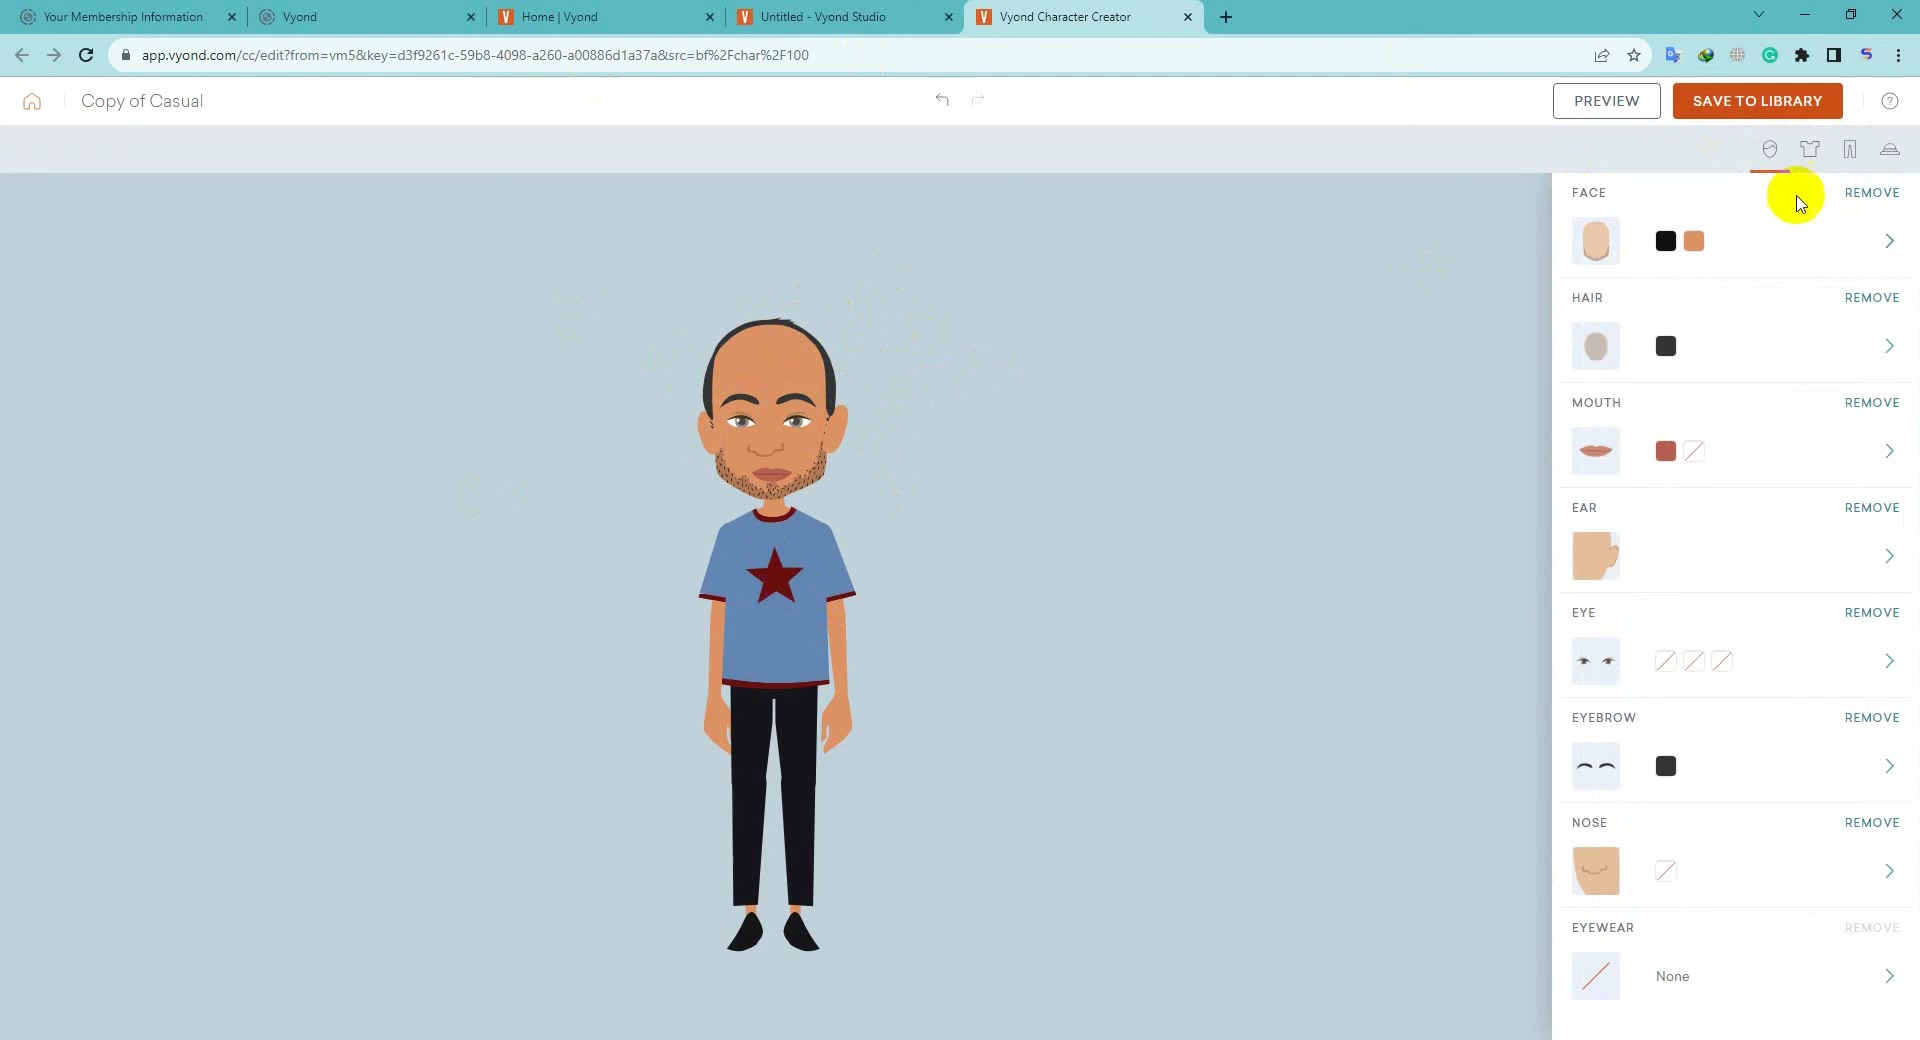 Your Membership Information
Vyond
Home | Vyond
Untitled - Vyond Studio
Vyond Character Creator
app.vyond.com/cc/edit?from=vm5&key=d3f9261c-59b8-4098-a260-a00886d1a37a&src=bf%2Fchar%2F100
Copy of Casual
PREVIEW
SAVE TO LIBRARY
FACE REMOVE
HAIR REMOVE
MOUTH REMOVE
EAR REMOVE
EYE REMOVE
EYEBROW REMOVE
NOSE REMOVE
EYEWEAR REMOVE
None